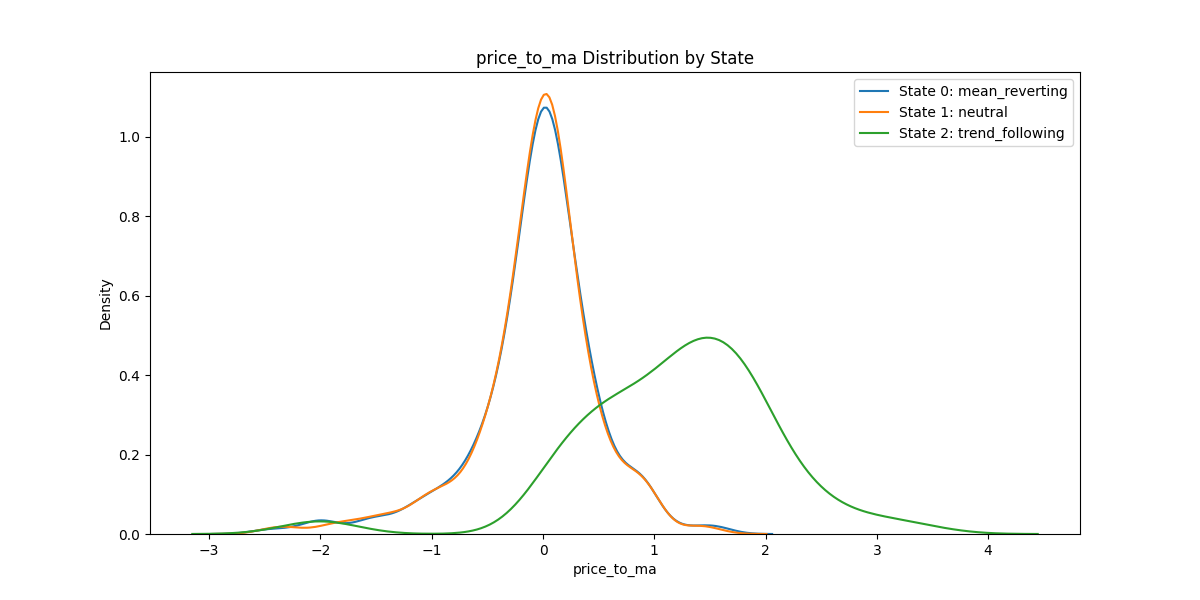 price_to_ma Distribution by State
State 0: mean_reverting
State 1: neutral
State 2: trend_following
Density
1.0
0.8
0.6
0.4
0.2
0.0
−3
−2
−1
0
1
2
3
4
price_to_ma